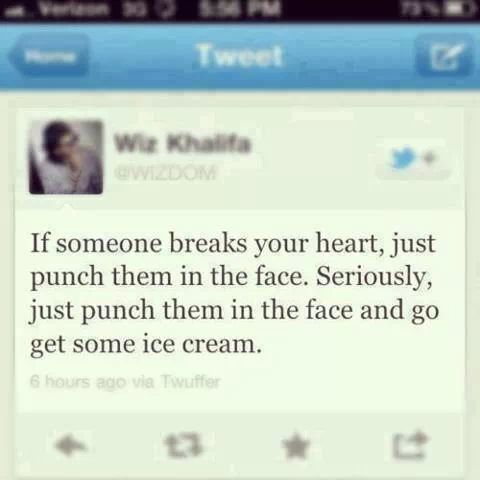 Verizon 3G 5:56 PM 73%
Home Tweet
Wiz Khalifa
@WIZDOM
If someone breaks your heart, just
punch them in the face. Seriously,
just punch them in the face and go
get some ice cream.
6 hours ago via Twuffer